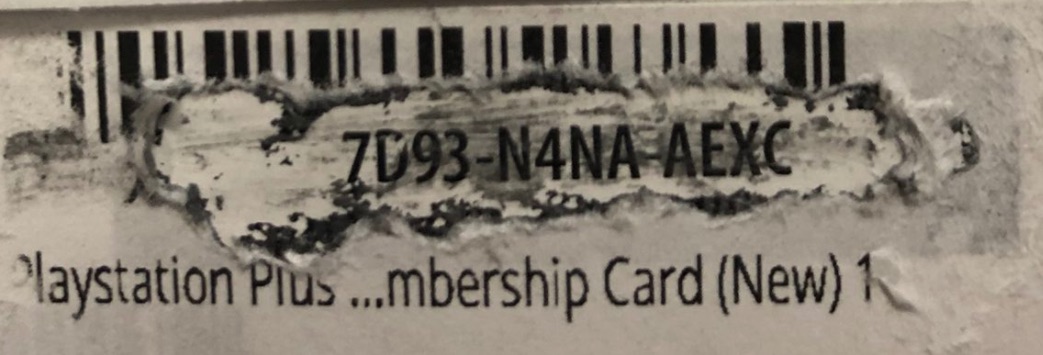 7D93-N4NA-AEXC
Playstation Plus ...mbership Card (New) 1